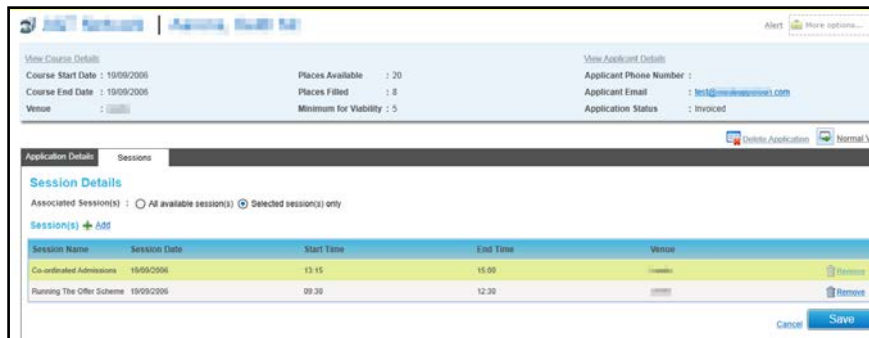 Alert More options...
View Course Details View Applicant Details
Course Start Date : 19/09/2006 Places Available : 20 Applicant Phone Number :
Course End Date : 19/09/2006 Places Filled : 8 Applicant Email : test@ .com
Venue : Minimum for Viability : 5 Application Status : Invoiced
Delete Application Normal V
Application Details Sessions
Session Details
Associated Session(s) : All available session(s) Selected session(s) only
Session(s) Add
Session Name Session Date Start Time End Time Venue
Co-ordinated Admissions 19/09/2006 13:15 15:00 Remove
Running The Offer Scheme 19/09/2006 09:30 12:30 Remove
Cancel Save